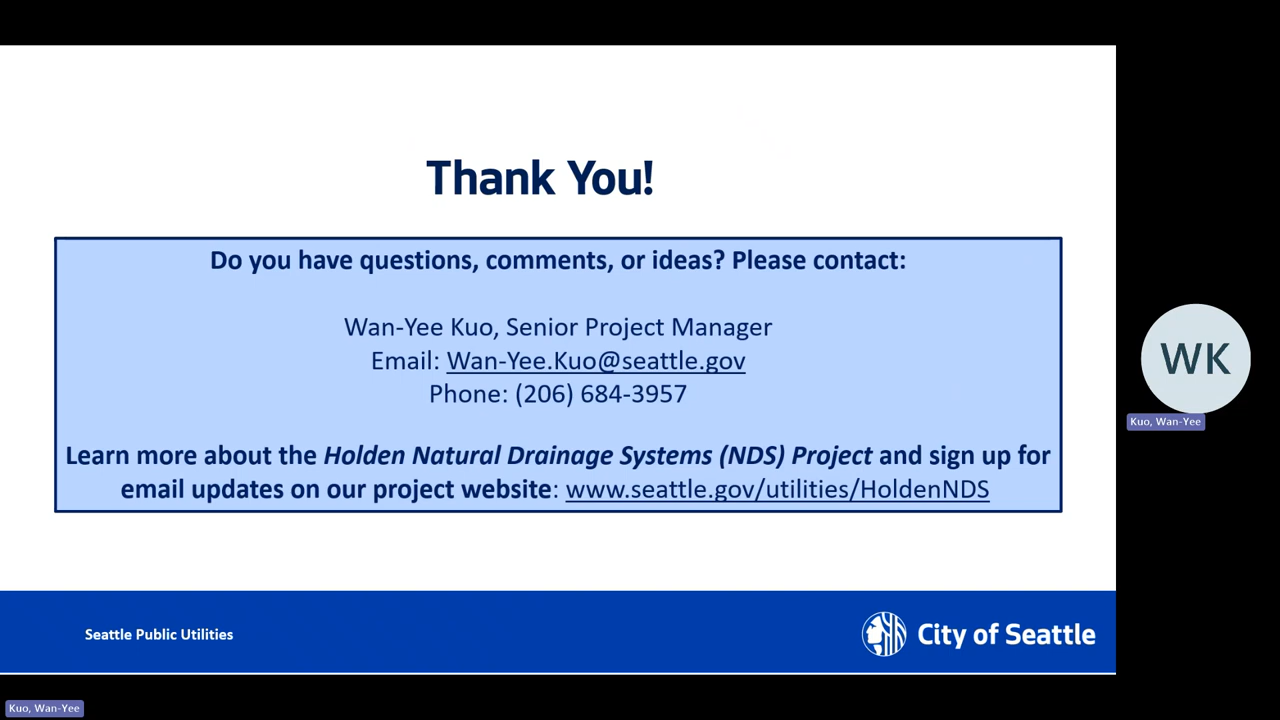 Thank You!
Do you have questions, comments, or ideas? Please contact:
Wan-Yee Kuo, Senior Project Manager
Email: Wan-Yee.Kuo@seattle.gov
Phone: (206) 684-3957
Learn more about the Holden Natural Drainage Systems (NDS) Project and sign up for
email updates on our project website: www.seattle.gov/utilities/HoldenNDS
Seattle Public Utilities
City of Seattle
WK
Kuo, Wan-Yee
Kuo, Wan-Yee